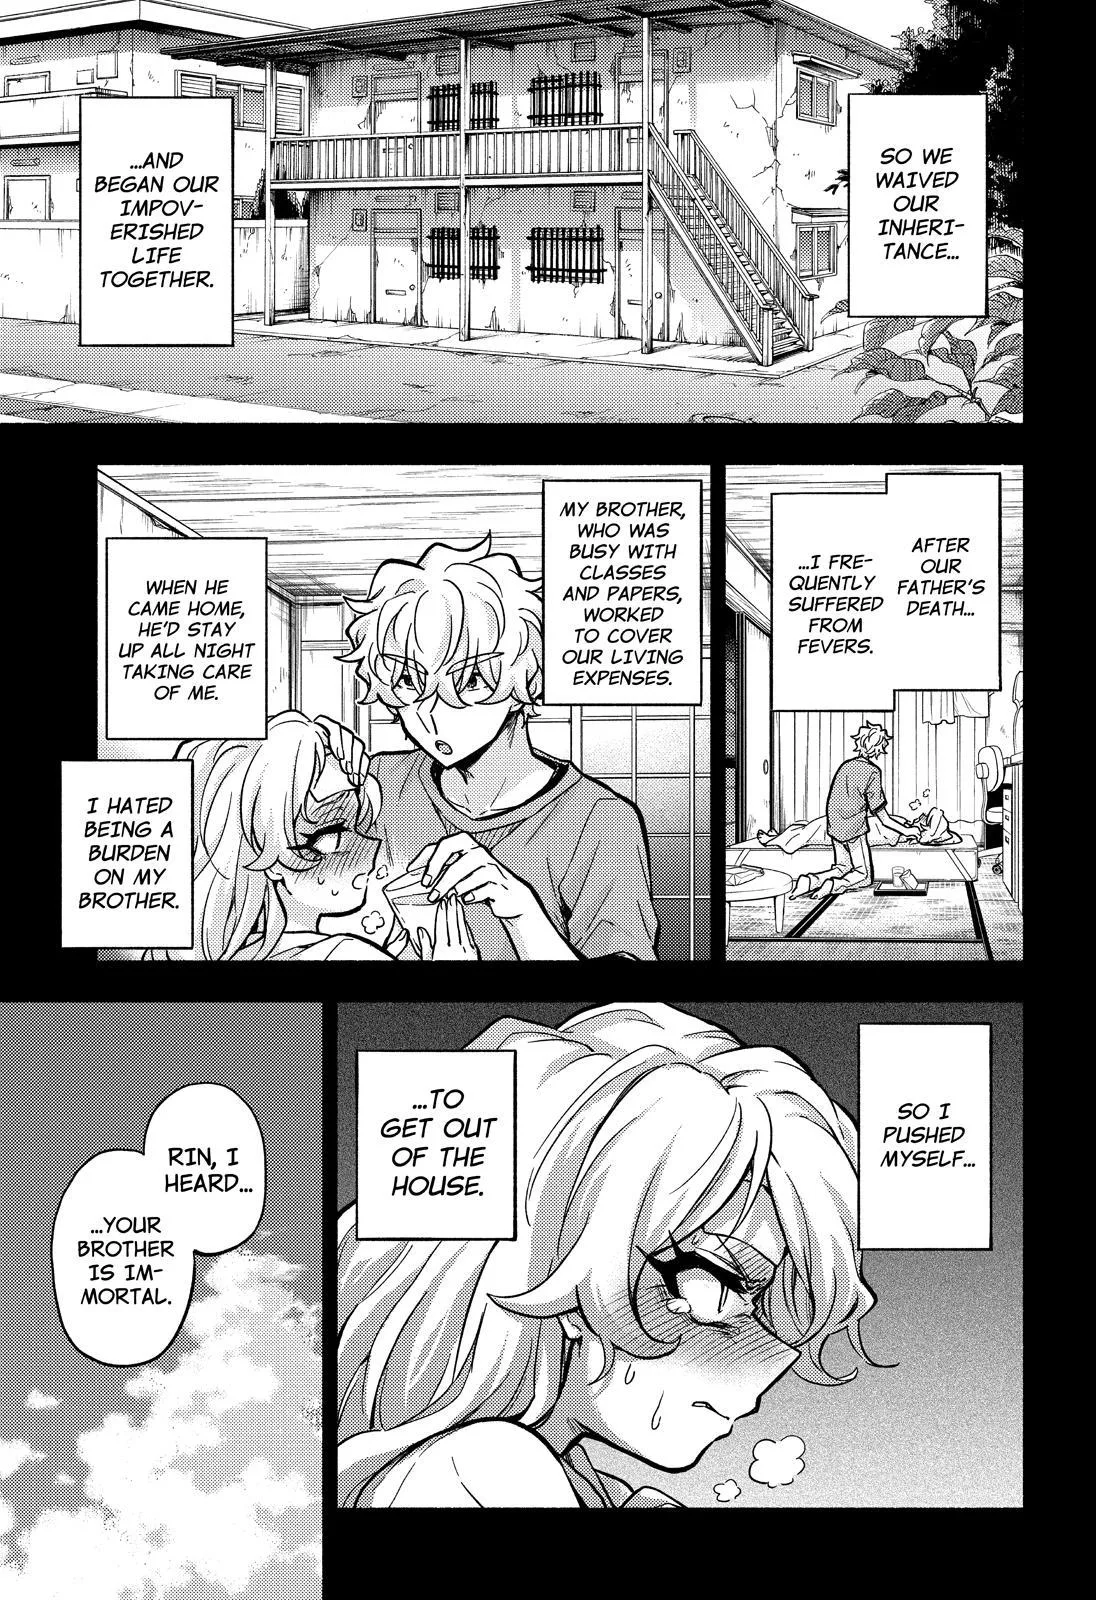 SO WE
WAIVED
OUR
INHERI-
TANCE...
...AND
BEGAN OUR
IMPOV-
ERISHED
LIFE
TOGETHER.
AFTER
OUR
FATHER'S
DEATH...
...I FRE-
QUENTLY
SUFFERED
FROM
FEVERS.
MY BROTHER,
WHO WAS
BUSY WITH
CLASSES
AND PAPERS,
WORKED
TO COVER
OUR LIVING
EXPENSES.
WHEN HE
CAME HOME,
HE'D STAY
UP ALL NIGHT
TAKING CARE
OF ME.
I HATED
BEING A
BURDEN
ON MY
BROTHER.
SO I
PUSHED
MYSELF...
...TO
GET OUT
OF THE
HOUSE.
RIN, I
HEARD...
...YOUR
BROTHER
IS IM-
MORTAL.